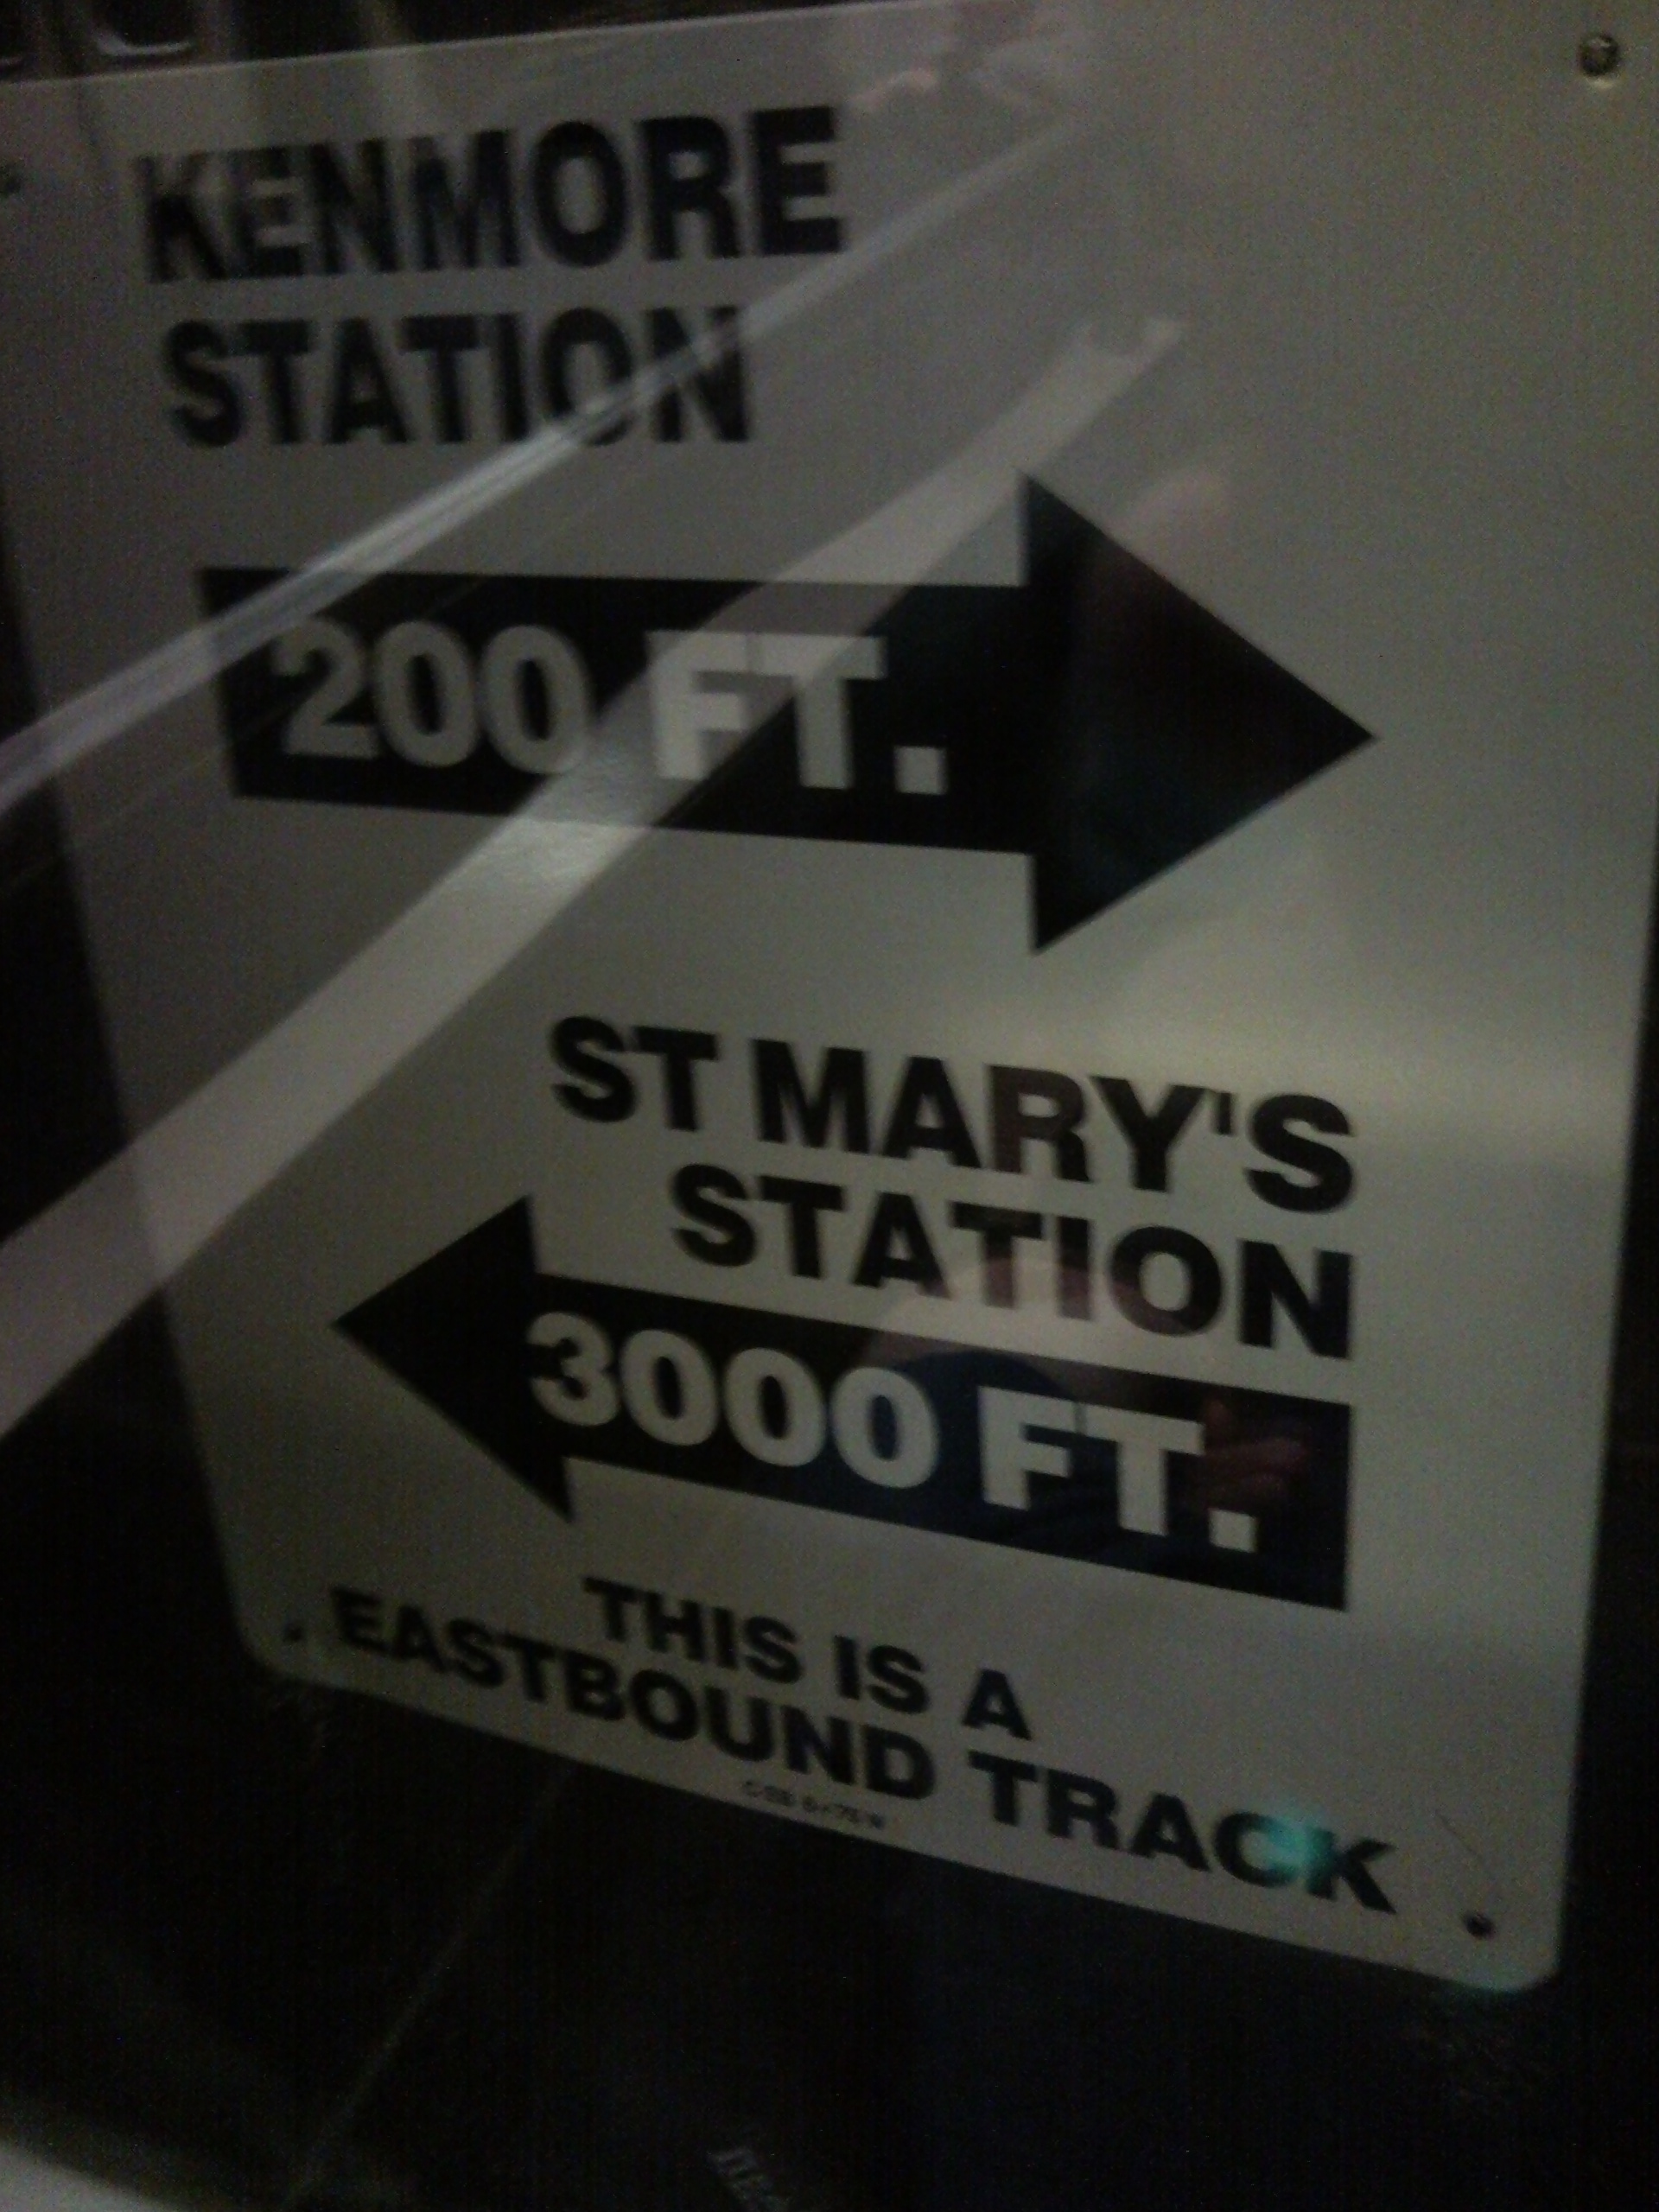 KENMORE
STATION
200 FT.
ST MARY'S
STATION
3000 FT.
THIS IS A
EASTBOUND TRACK